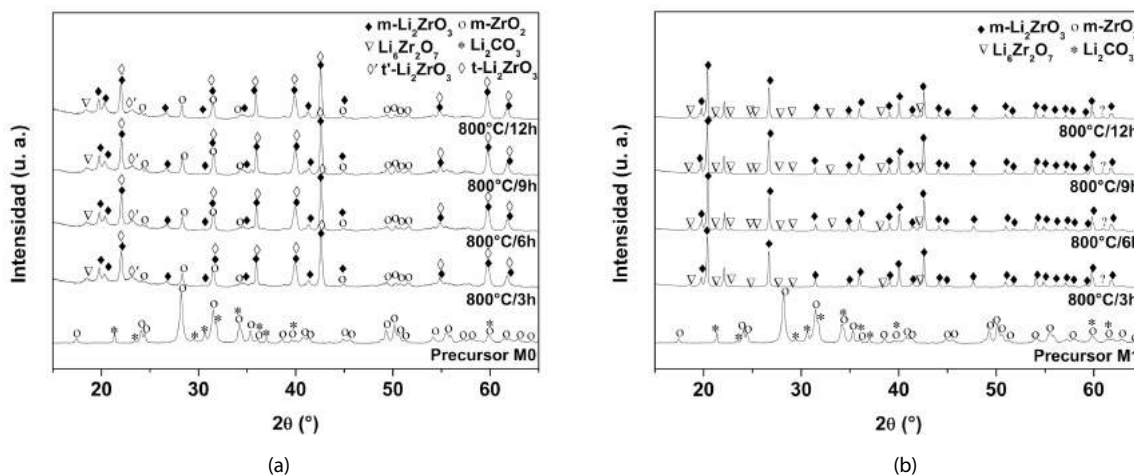 m-Li₂ZrO₃ m-ZrO₂
Li₆Zr₂O₇ Li₂CO₃
t'-Li₂ZrO₃ t-Li₂ZrO₃
800°C/12h
800°C/9h
800°C/6h
800°C/3h
Precursor M0
Intensidad (u. a.)
20 30 40 50 60
2θ (°)
(a)
m-Li₂ZrO₃ m-ZrO₂
Li₆Zr₂O₇ Li₂CO₃
800°C/12h
800°C/9h
800°C/6h
800°C/3h
Precursor M1
Intensidad (u. a.)
20 30 40 50 60
2θ (°)
(b)